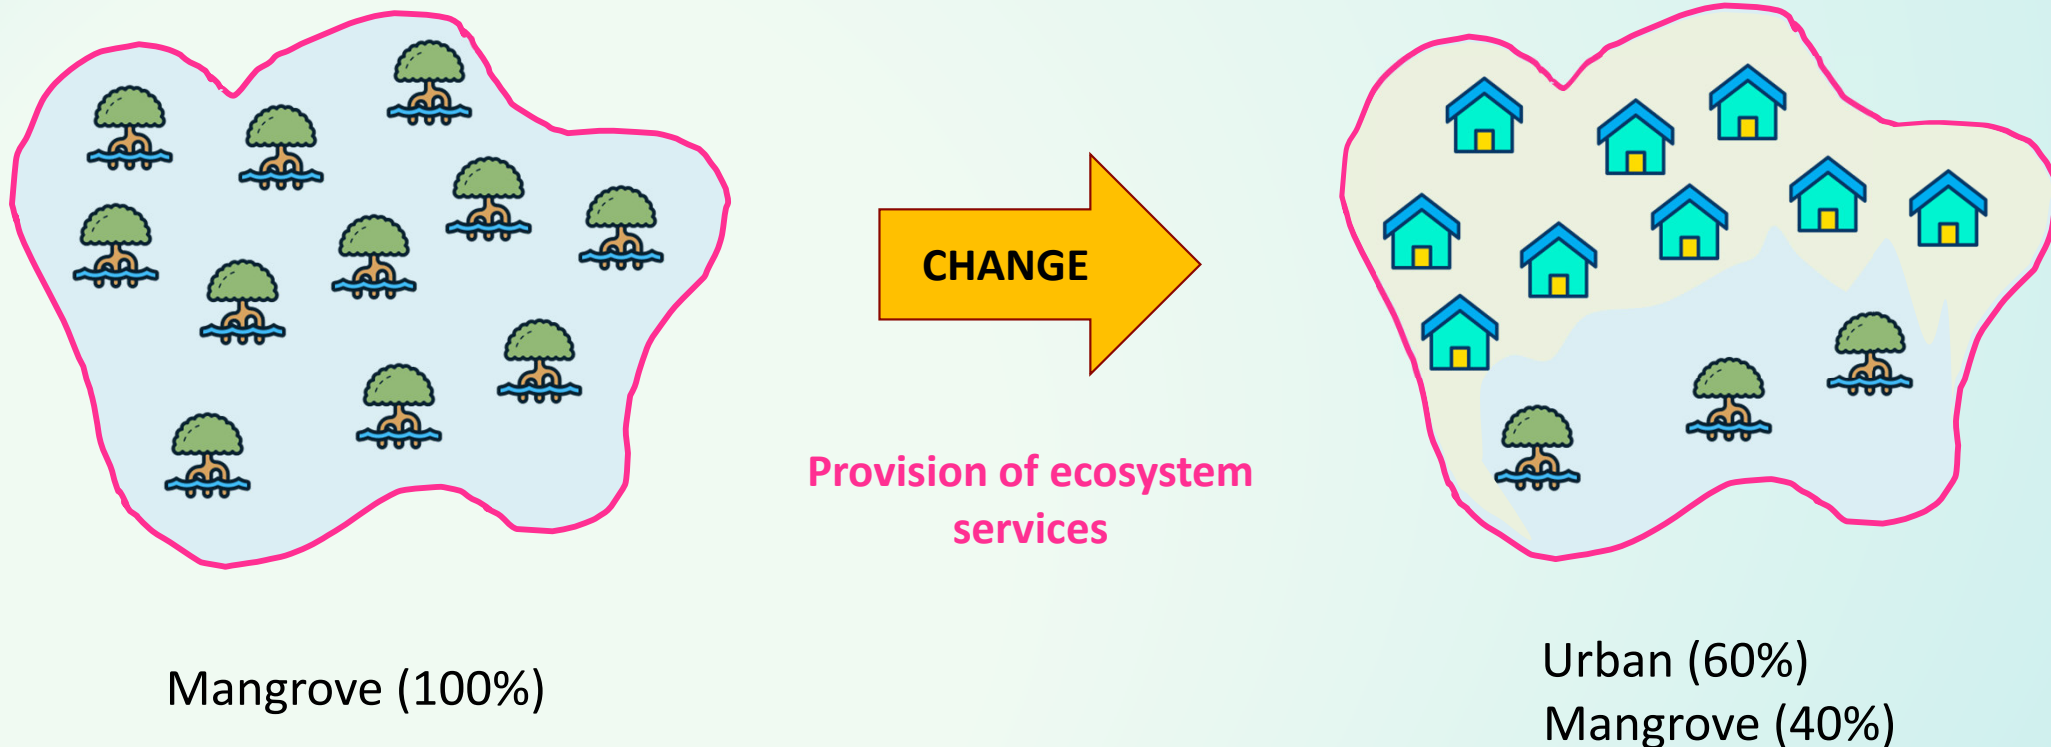 CHANGE
Provision of ecosystem
services
Mangrove (100%)
Urban (60%)
Mangrove (40%)